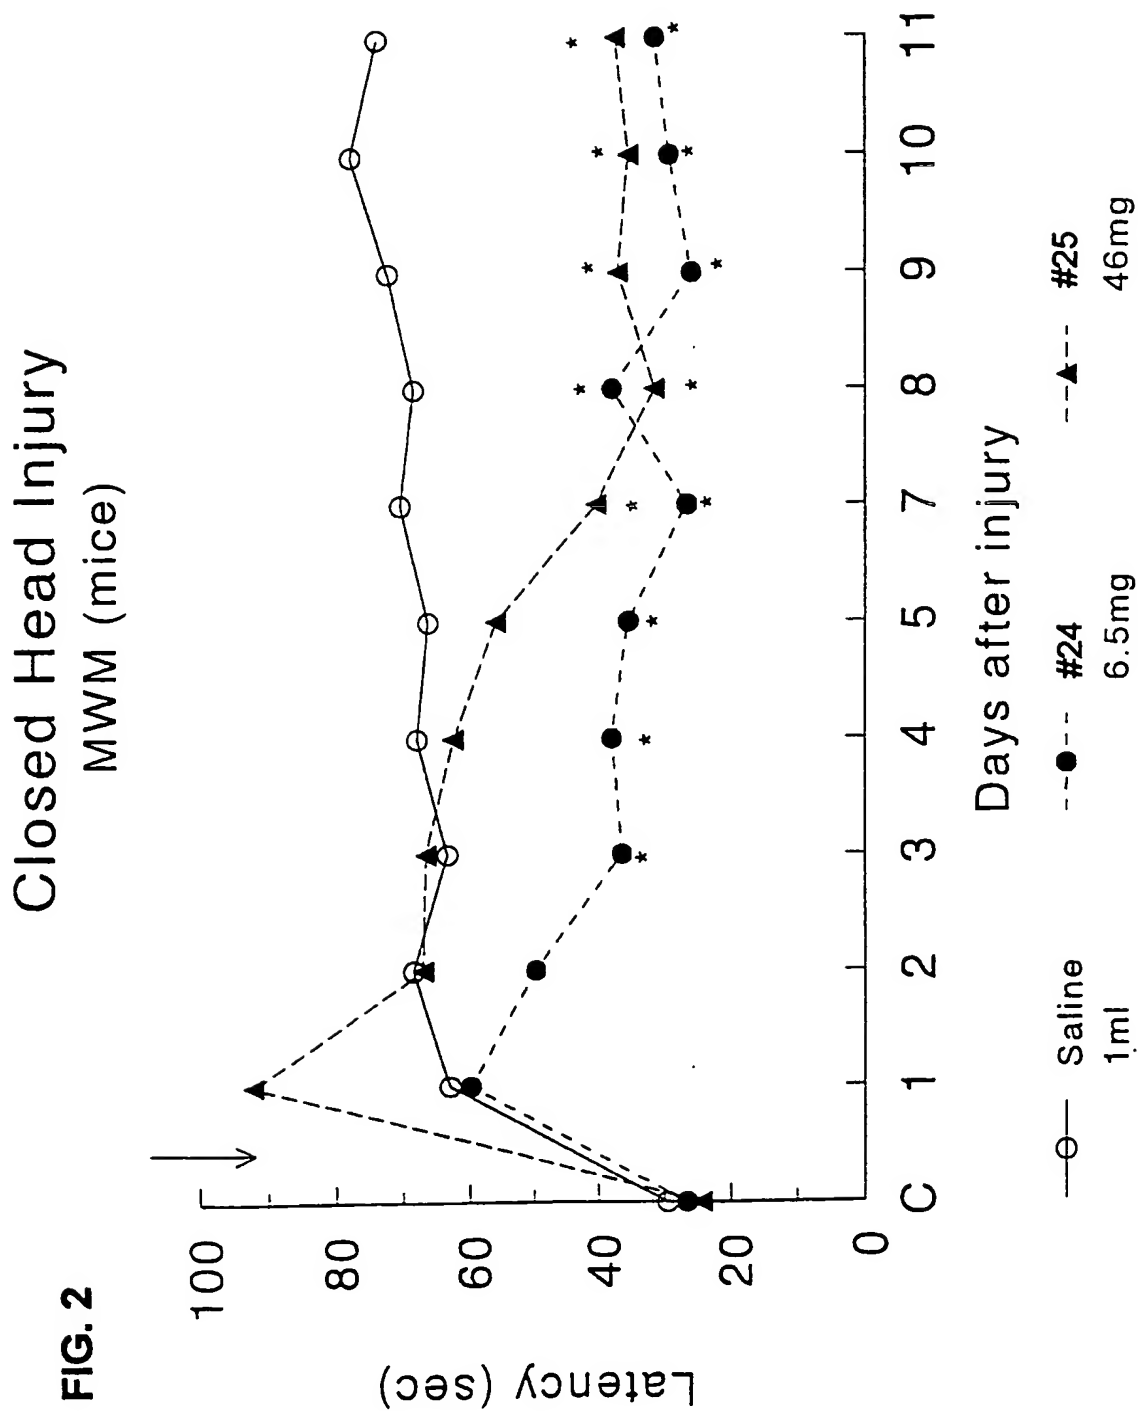 FIG. 2
Closed Head Injury
MWM (mice)
Latency (sec)
100
80
60
40
20
0
C 1 2 3 4 5 7 8 9 10 11
Days after injury
Saline #24 #25
1ml 6.5mg 46mg